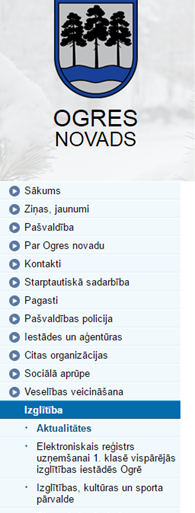 OGRES
NOVADS
Sākums
Ziņas, jaunumi
Pašvaldība
Par Ogres novadu
Kontakti
Starptautiskā sadarbība
Pagasti
Pašvaldības policija
Iestādes un aģentūras
Citas organizācijas
Sociālā aprūpe
Veselības veicināšana
Izglītība
Aktualitātes
Elektroniskais reģistrs
uzņemšanai 1. klasē vispārējās
izglītības iestādēs Ogrē
Izglītības, kultūras un sporta
pārvalde